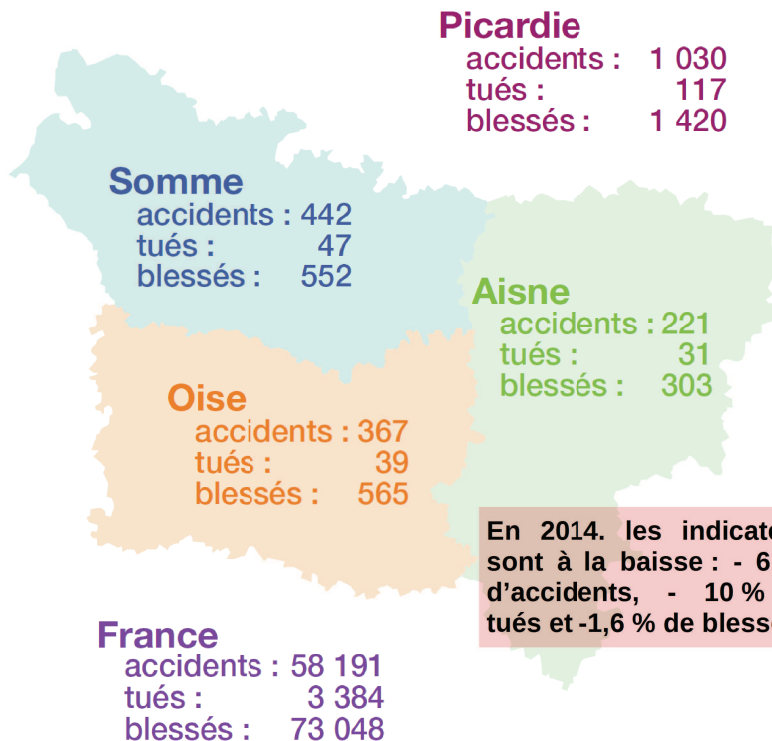 Picardie
accidents : 1 030
tués : 117
blessés : 1 420
Somme
accidents : 442
tués : 47
blessés : 552
Aisne
accidents : 221
tués : 31
blessés : 303
Oise
accidents : 367
tués : 39
blessés : 565
En 2014. les
sont à la baisse : - 6
d'accidents, - 10 %
tués et -1,6 % de
France
accidents : 58 191
tués : 3 384
blessés : 73 048